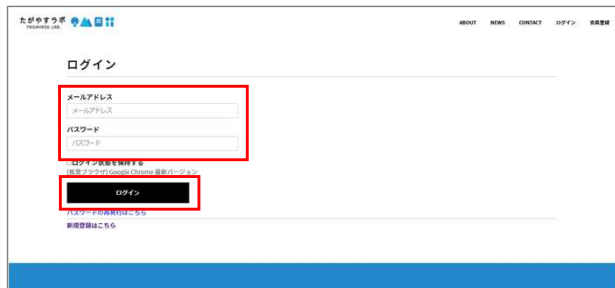 たがやすラボ
TAGAYASU LAB.
ABOUT NEWS CONTACT ログイン 会員登録
ログイン
メールアドレス
メールアドレス
パスワード
パスワード
ログイン状態を保持する
[推奨ブラウザ] Google Chrome 最新バージョン
ログイン
パスワードの再発行はこちら
新規登録はこちら